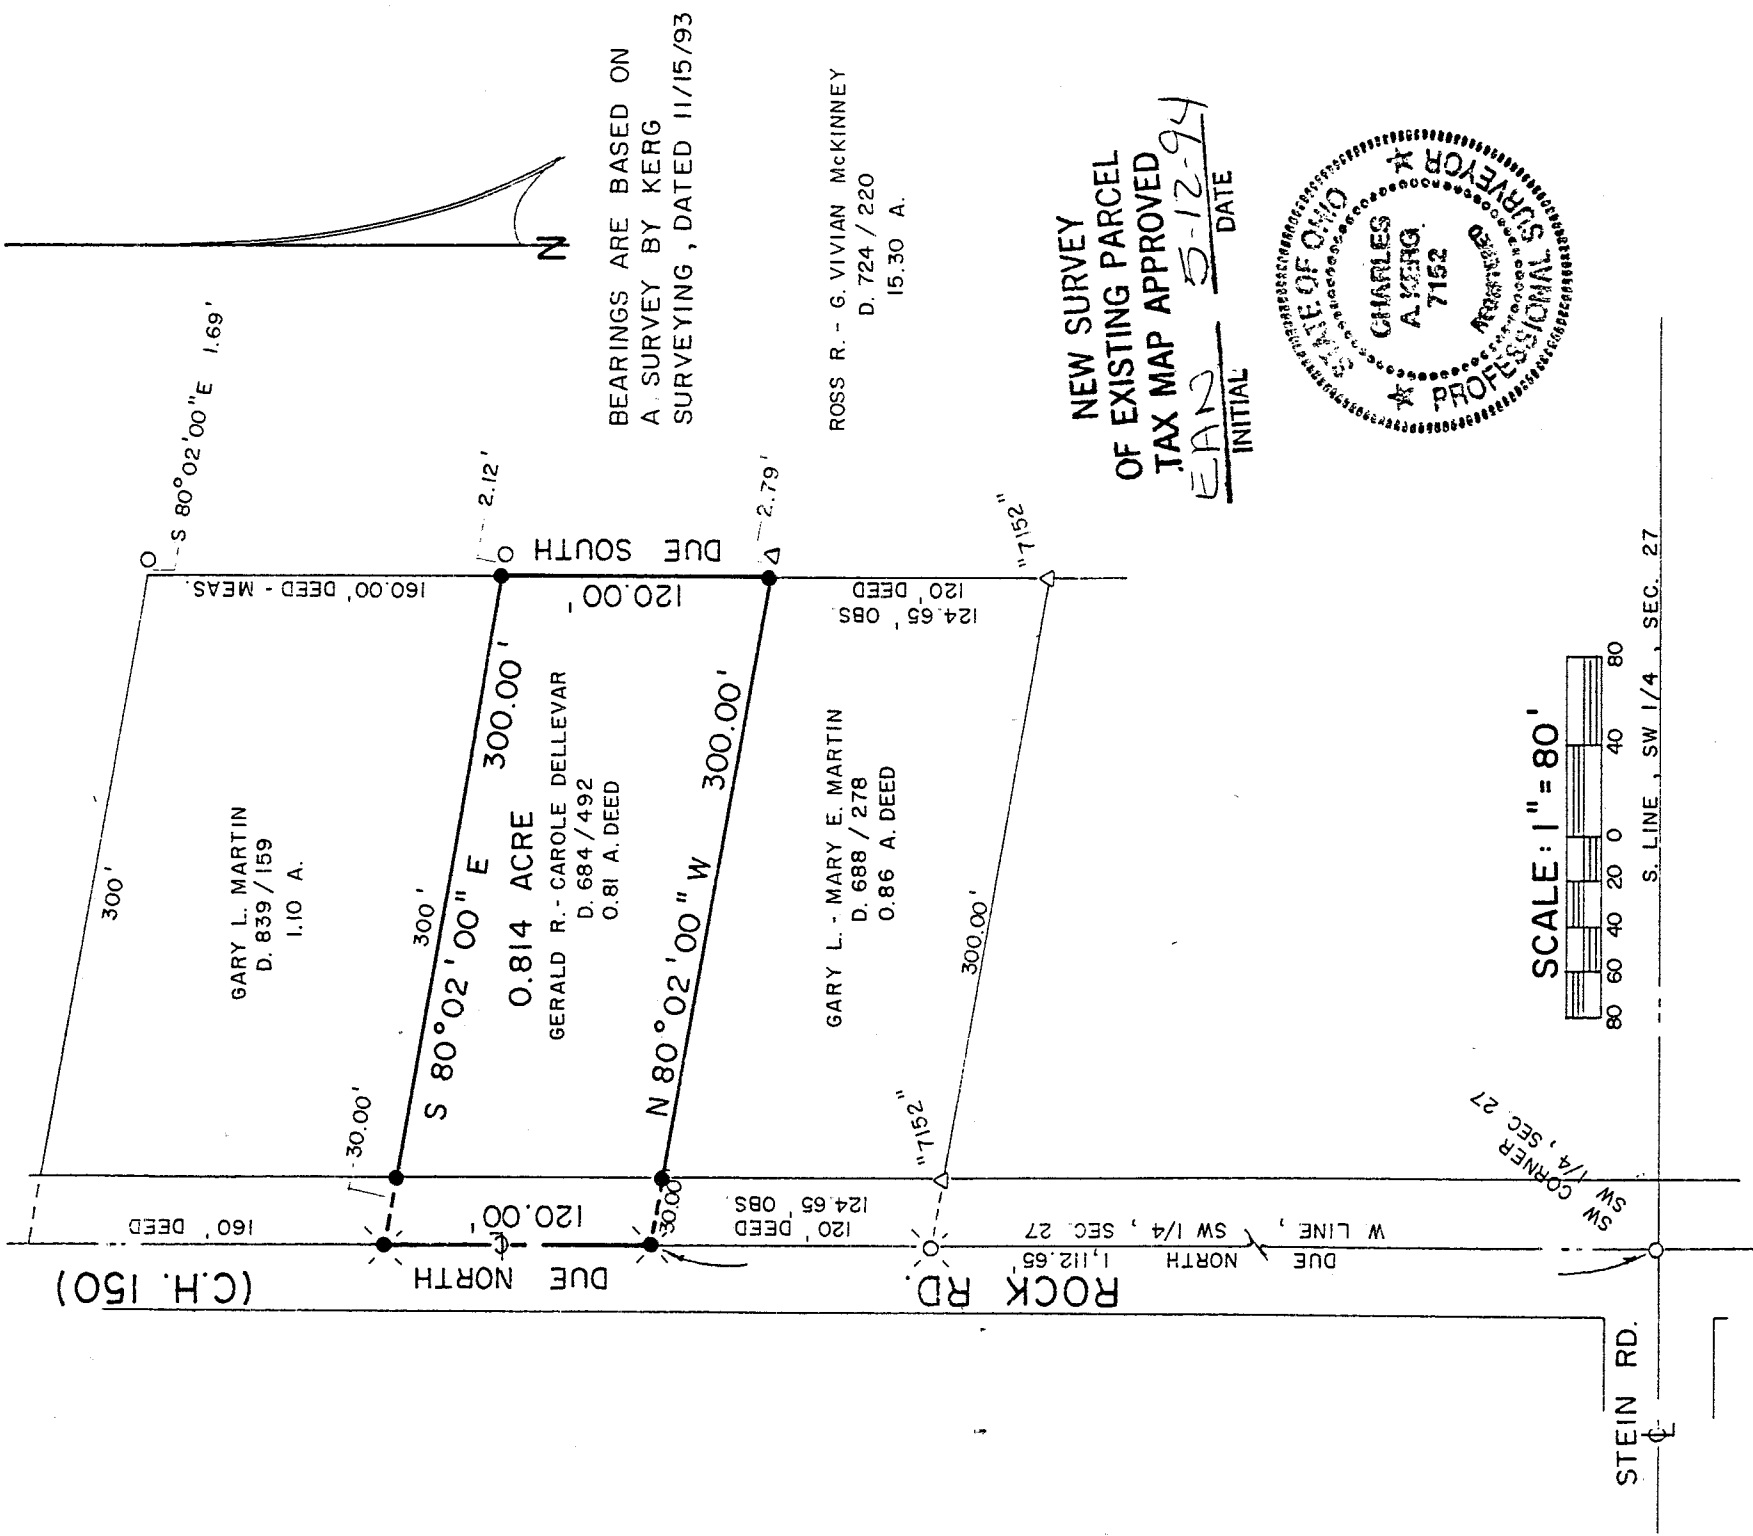 N
BEARINGS ARE BASED ON
A SURVEY BY KERG
SURVEYING, DATED 11/15/93
S 80°02'00"E 1.69'
2.12'
2.79'
"7152"
ROSS R. - G. VIVIAN McKINNEY
D. 724 / 220
15.30 A.
NEW SURVEY
OF EXISTING PARCEL
TAX MAP APPROVED
EAN 5-12-94
INITIAL DATE
STATE OF OHIO
CHARLES
A. KERG
7152
REGISTERED
PROFESSIONAL SURVEYOR
160.00' DEED - MEAS.
DUE SOUTH
120.00'
120' DEED
124.65' OBS.
300'
GARY L. MARTIN
D. 839 / 159
1.10 A.
300'
300.00'
S 80°02'00" E
0.814 ACRE
GERALD R. - CAROLE DELLEVAR
D. 684 / 492
0.81 A. DEED
300.00'
N 80°02'00" W
GARY L. - MARY E. MARTIN
D. 688 / 278
0.86 A. DEED
300.00'
30.00'
30.00'
"7152"
160' DEED
120.00'
124.65' OBS.
120' DEED
W. LINE, SW 1/4, SEC. 27
DUE NORTH 1,112.65'
DUE NORTH
ROCK RD.
(C.H. 150)
SW CORNER
SW 1/4, SEC 27
SCALE: 1" = 80'
80 60 40 20 0 40 80
S. LINE, SW 1/4, SEC. 27
STEIN RD.